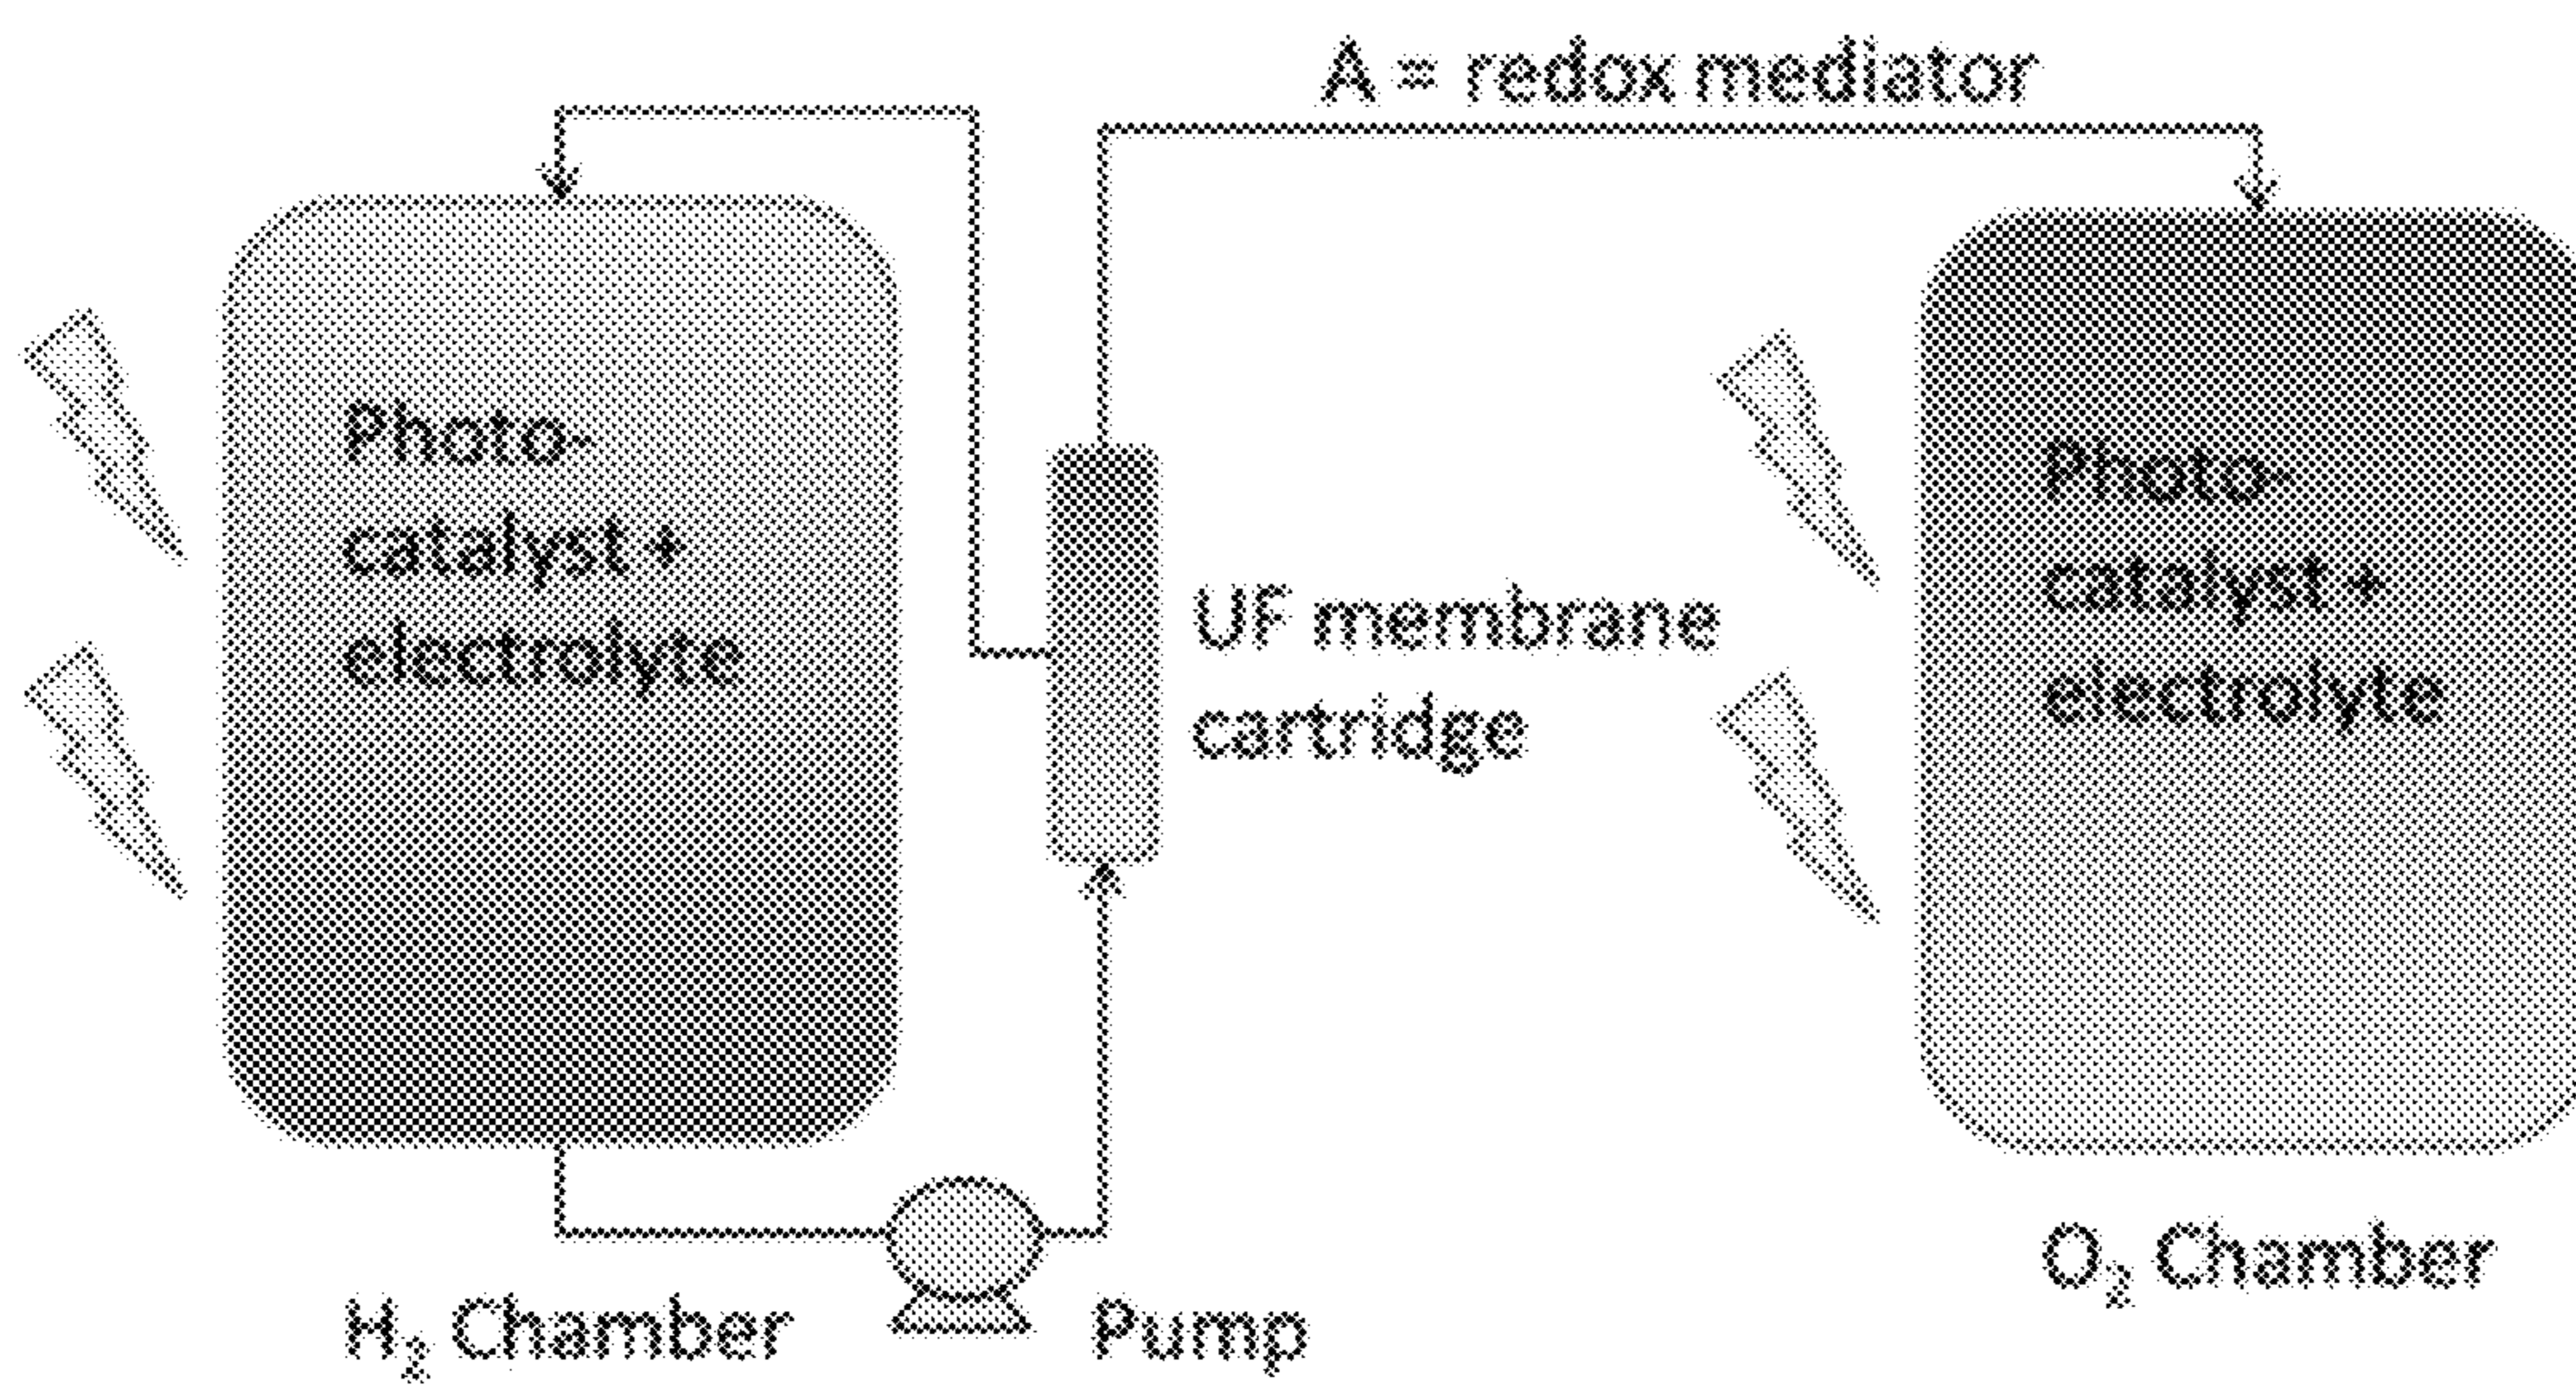 A = redox mediator
Photo-
catalyst +
electrolyte
UF membrane
cartridge
Photo-
catalyst +
electrolyte
H₂ Chamber
Pump
O₂ Chamber